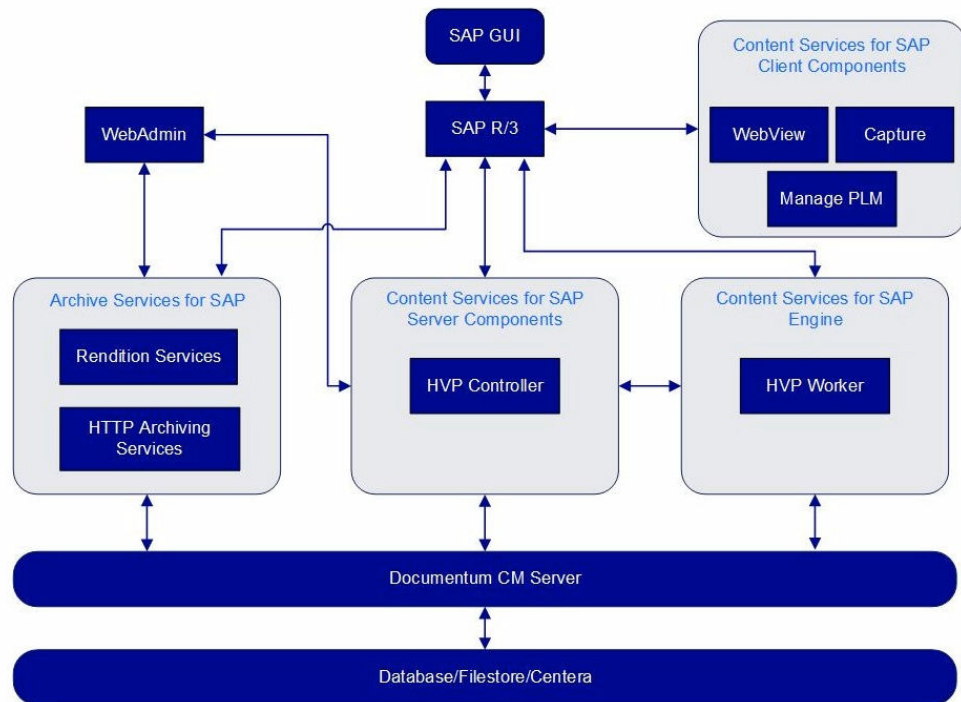 SAP GUI
Content Services for SAP
Client Components
WebAdmin
SAP R/3
WebView
Capture
Manage PLM
Archive Services for SAP
Content Services for SAP
Server Components
Content Services for SAP
Engine
Rendition Services
HVP Controller
HVP Worker
HTTP Archiving
Services
Documentum CM Server
Database/Filestore/Centera